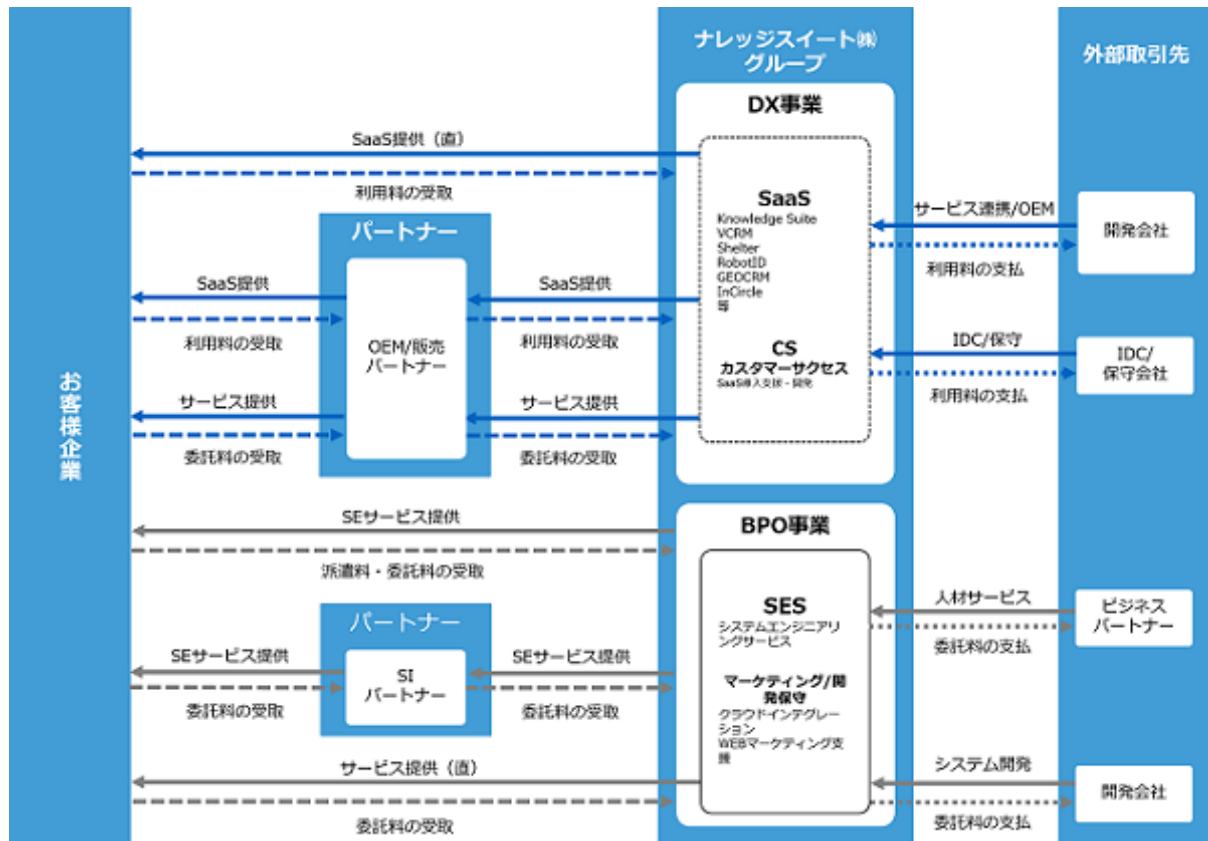 お客様企業
SaaS提供（直）
利用料の受取
パートナー
SaaS提供
利用料の受取
OEM/販売
パートナー
サービス提供
委託料の受取
SaaS提供
利用料の受取
サービス提供
委託料の受取
SEサービス提供
派遣料・委託料の受取
パートナー
SEサービス提供
委託料の受取
SI
パートナー
SEサービス提供
委託料の受取
サービス提供（直）
委託料の受取
ナレッジスイート㈱
グループ
DX事業
SaaS
Knowledge Suite
VCRM
Shelter
RobotID
GEOCRM
InCircle
等
CS
カスタマーサクセス
SaaS導入支援・開発
BPO事業
SES
システムエンジニアリ
ングサービス
マーケティング/開
発保守
クラウドインテグレー
ション
WEBマーケティング支
援
サービス連携/OEM
利用料の支払
IDC/保守
利用料の支払
人材サービス
委託料の支払
システム開発
委託料の支払
外部取引先
開発会社
IDC/
保守会社
ビジネス
パートナー
開発会社